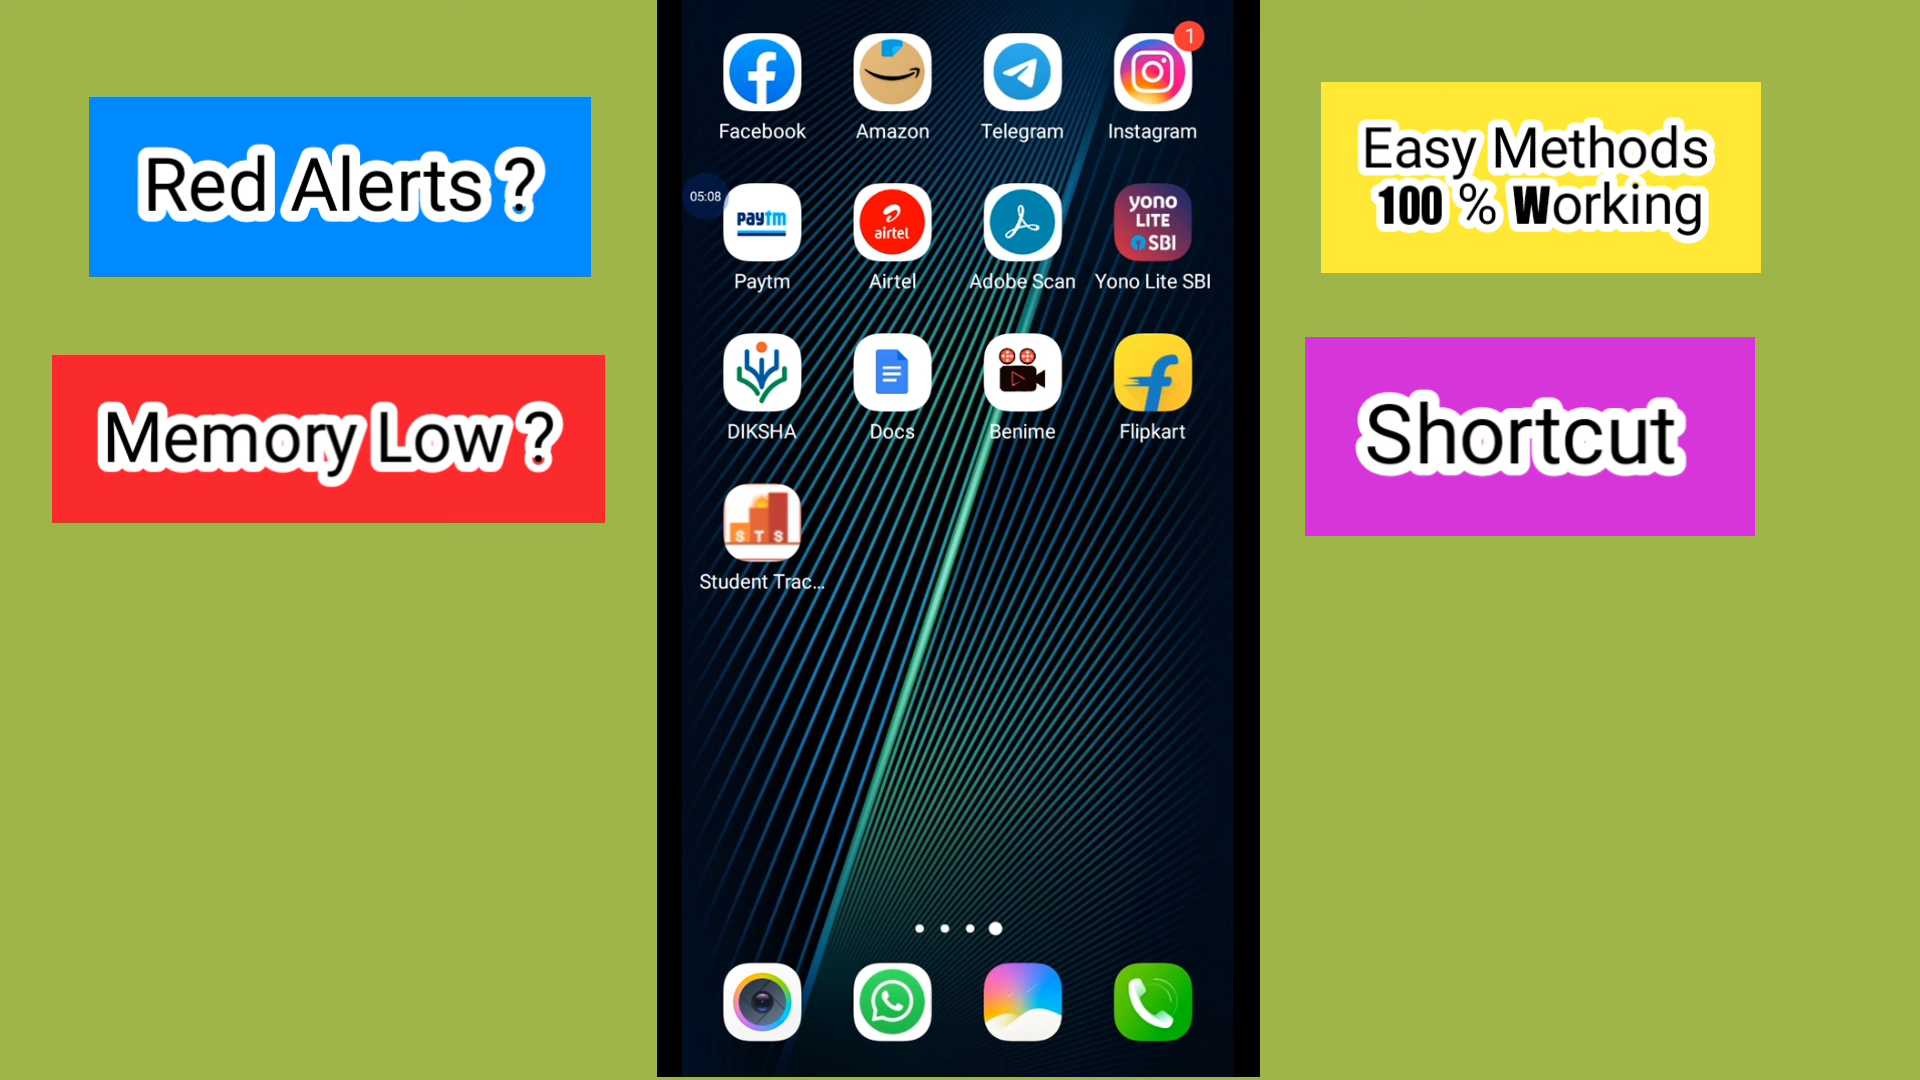 Red Alerts ?
Memory Low ?
1
Facebook Amazon Telegram Instagram
05:08
paytm airtel yono LITE SBI
Paytm Airtel Adobe Scan Yono Lite SBI
DIKSHA Docs Benime Flipkart
STS
Student Trac...
Easy Methods
100 % Working
Shortcut